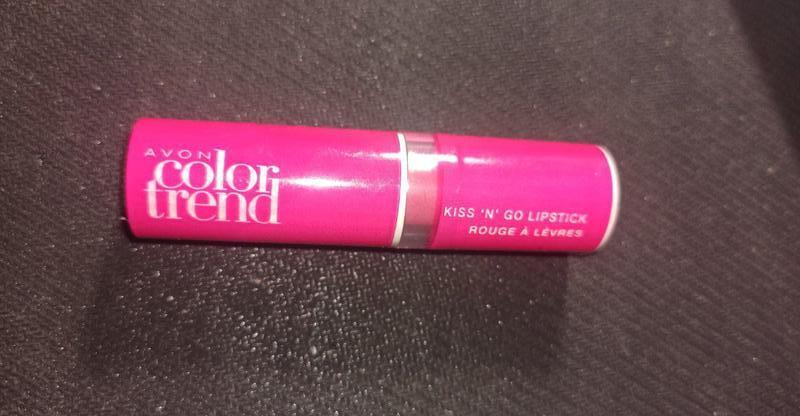 AVON
color
trend
KISS 'N' GO LIPSTICK
ROUGE À LÈVRES